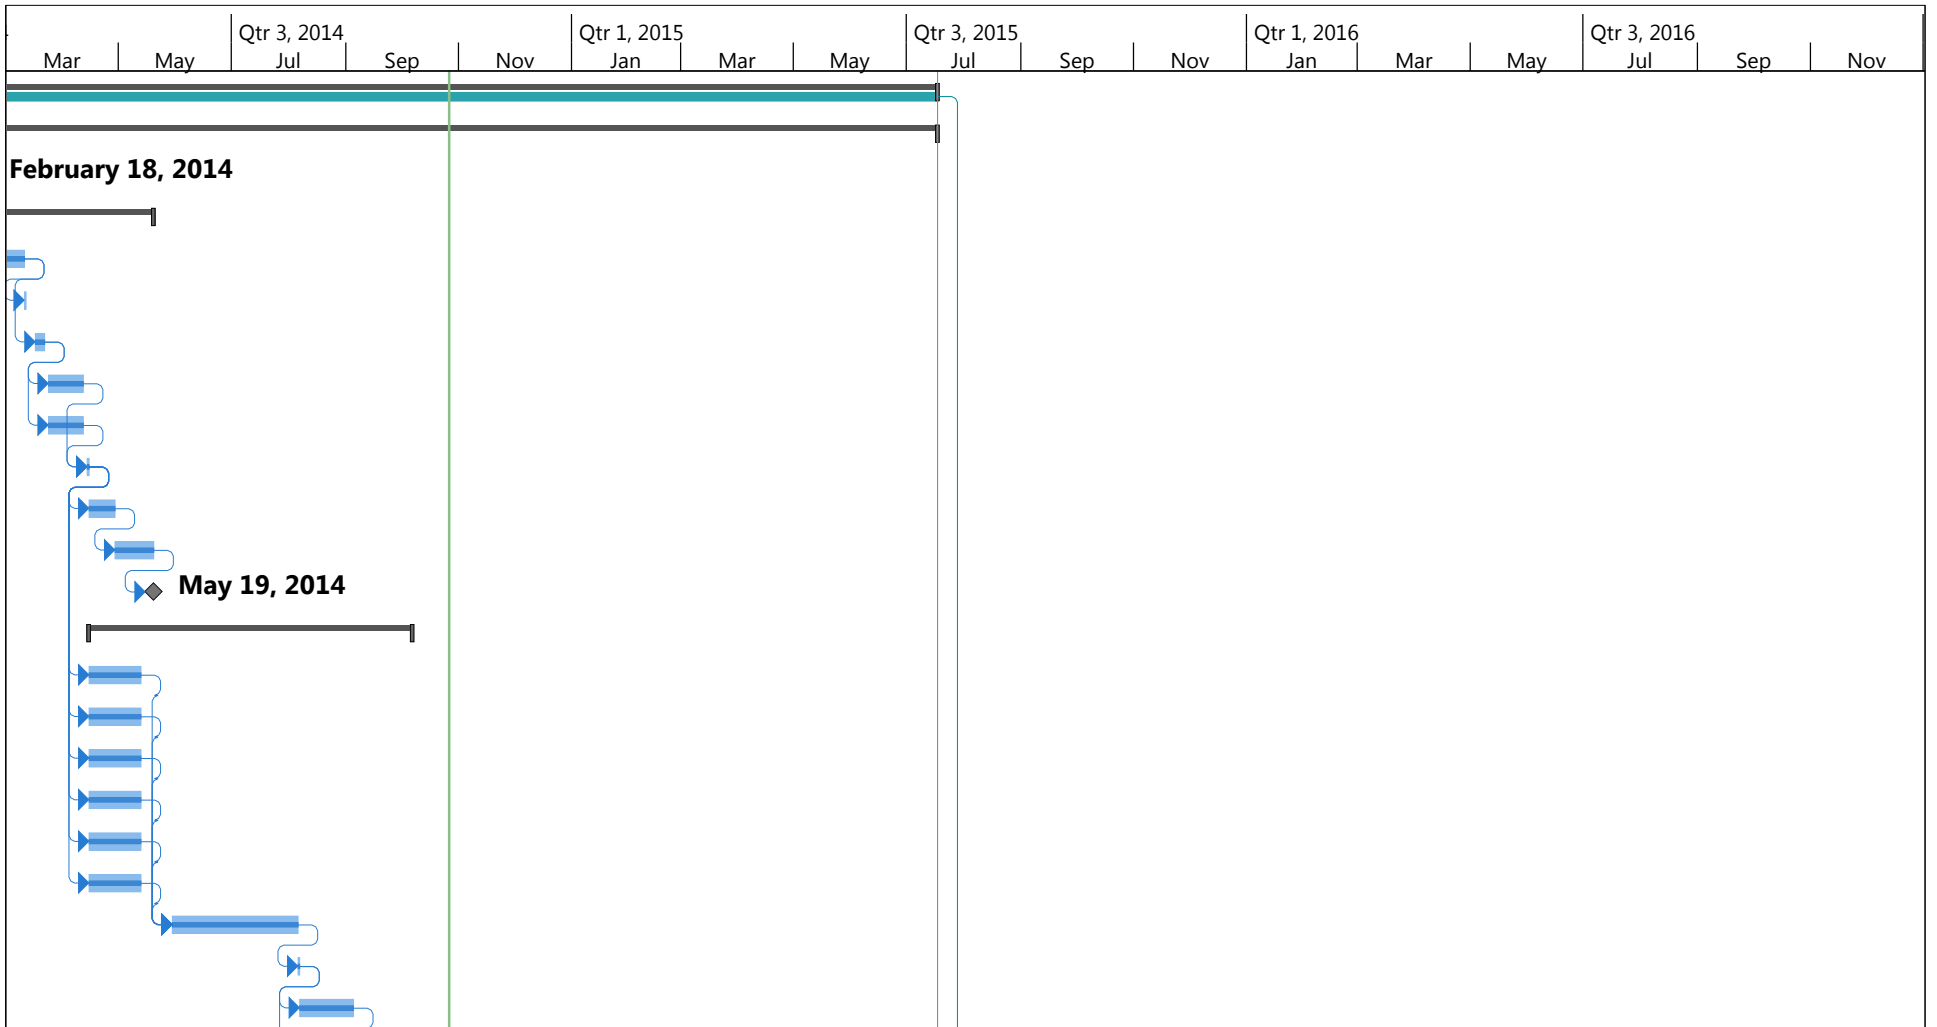 Qtr 3, 2014 Qtr 1, 2015 Qtr 3, 2015 Qtr 1, 2016 Qtr 3, 2016
Mar May Jul Sep Nov Jan Mar May Jul Sep Nov Jan Mar May Jul Sep Nov
February 18, 2014
May 19, 2014